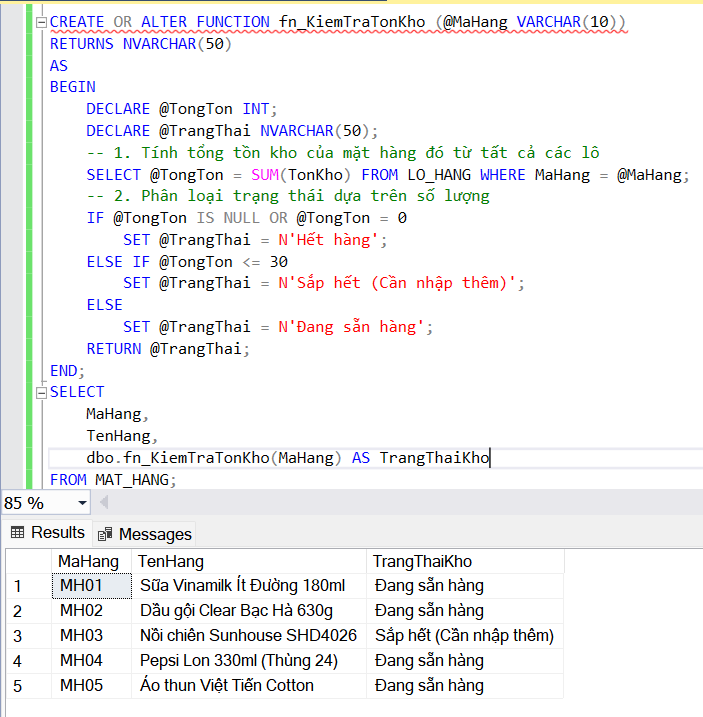 CREATE OR ALTER FUNCTION fn_KiemTraTonKho (@MaHang VARCHAR(10))
RETURNS NVARCHAR(50)
AS
BEGIN
    DECLARE @TongTon INT;
    DECLARE @TrangThai NVARCHAR(50);
    -- 1. Tính tổng tồn kho của mặt hàng đó từ tất cả các lô
    SELECT @TongTon = SUM(TonKho) FROM LO_HANG WHERE MaHang = @MaHang;
    -- 2. Phân loại trạng thái dựa trên số lượng
    IF @TongTon IS NULL OR @TongTon = 0
        SET @TrangThai = N'Hết hàng';
    ELSE IF @TongTon <= 30
        SET @TrangThai = N'Sắp hết (Cần nhập thêm)';
    ELSE
        SET @TrangThai = N'Đang sẵn hàng';
    RETURN @TrangThai;
END;
SELECT
    MaHang,
    TenHang,
    dbo.fn_KiemTraTonKho(MaHang) AS TrangThaiKho
FROM MAT_HANG;
85 %
Results Messages
MaHang TenHang TrangThaiKho
1 MH01 Sữa Vinamilk Ít Đường 180ml Đang sẵn hàng
2 MH02 Dầu gội Clear Bạc Hà 630g Đang sẵn hàng
3 MH03 Nồi chiên Sunhouse SHD4026 Sắp hết (Cần nhập thêm)
4 MH04 Pepsi Lon 330ml (Thùng 24) Đang sẵn hàng
5 MH05 Áo thun Việt Tiến Cotton Đang sẵn hàng